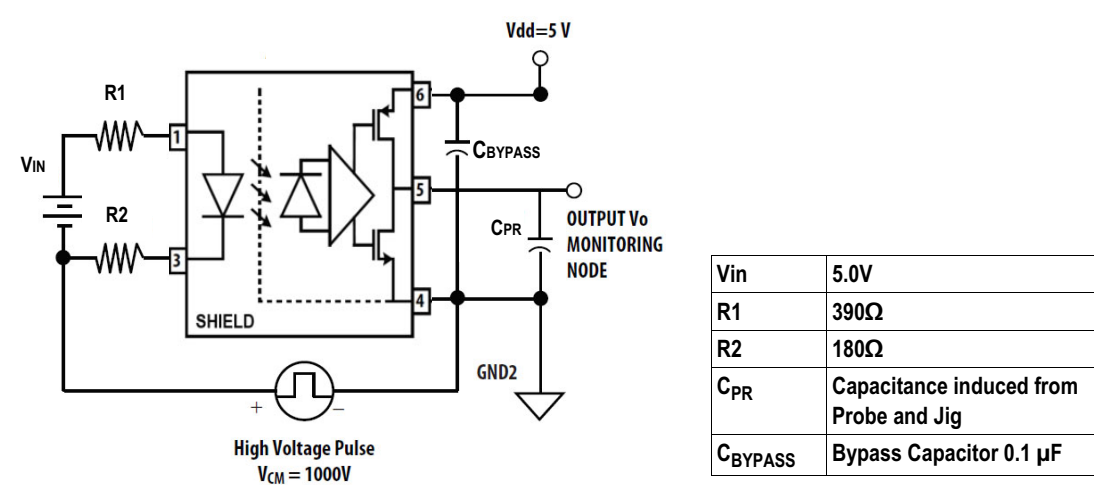 Vdd=5 V
R1
1
6
VIN
CBYPASS
5
R2
CPR
OUTPUT Vo
MONITORING
NODE
3
4
SHIELD
GND2
+ −
High Voltage Pulse
VCM = 1000V
Vin 5.0V
R1 390Ω
R2 180Ω
CPR Capacitance induced from
Probe and Jig
CBYPASS Bypass Capacitor 0.1 µF